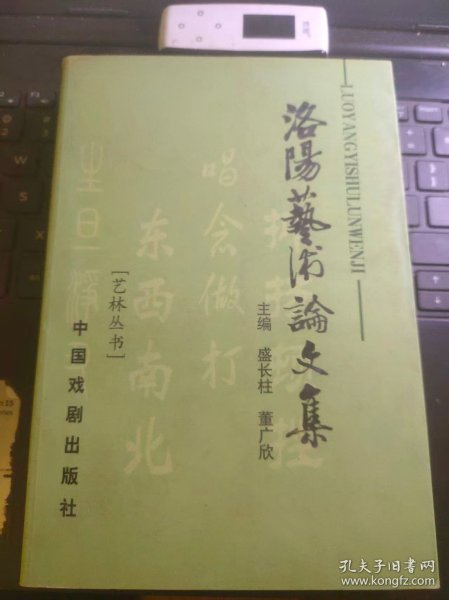 LUOYANGYISHULUNWENJI
洛陽藝術論文集
主编 盛长柱 董广欣
唱念做打
东西南北
[艺林丛书]
中国戏剧出版社
孔夫子旧书网
www.kongfz.com